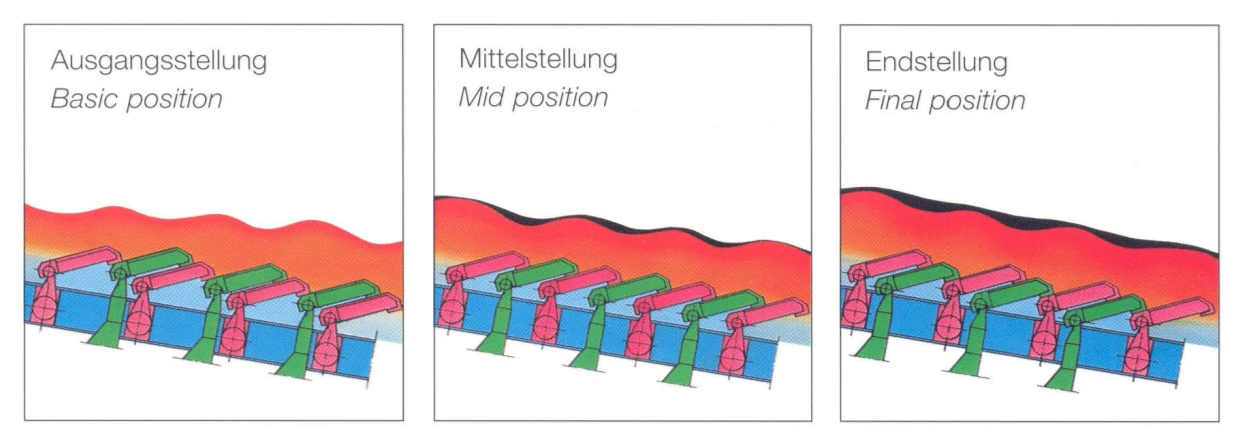 Ausgangsstellung
Basic position
Mittelstellung
Mid position
Endstellung
Final position